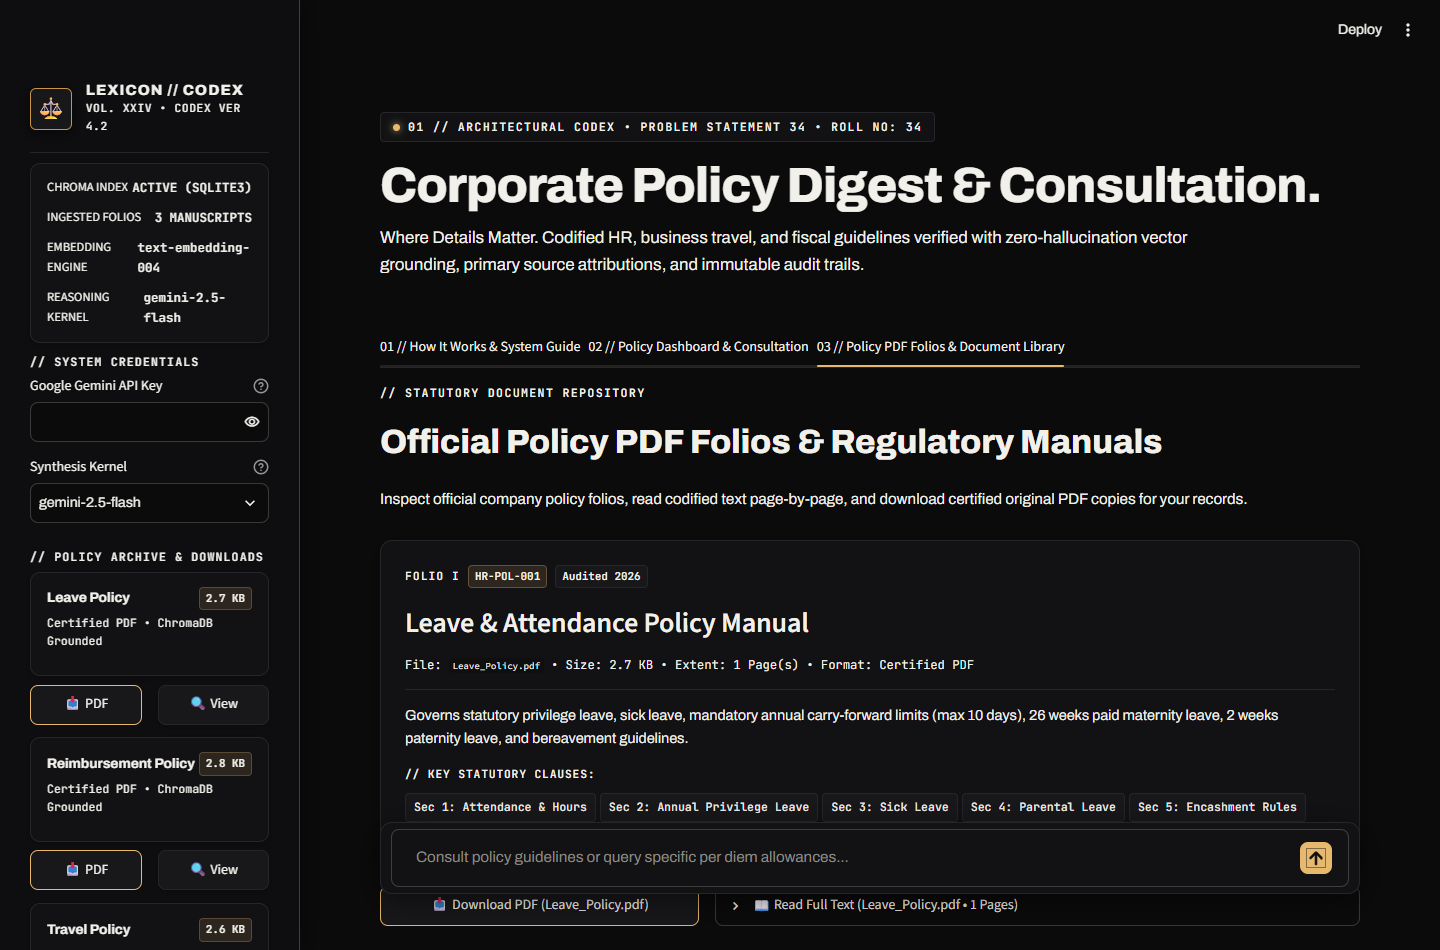 Deploy
LEXICON // CODEX
VOL. XXIV • CODEX VER
4.2
CHROMA INDEX ACTIVE (SQLITE3)
INGESTED FOLIOS 3 MANUSCRIPTS
EMBEDDING ENGINE text-embedding-004
REASONING KERNEL gemini-2.5-flash
// SYSTEM CREDENTIALS
Google Gemini API Key
Synthesis Kernel
gemini-2.5-flash
// POLICY ARCHIVE & DOWNLOADS
Leave Policy 2.7 KB
Certified PDF • ChromaDB
Grounded
PDF View
Reimbursement Policy 2.8 KB
Certified PDF • ChromaDB
Grounded
PDF View
Travel Policy 2.6 KB
01 // ARCHITECTURAL CODEX • PROBLEM STATEMENT 34 • ROLL NO: 34
Corporate Policy Digest & Consultation.
Where Details Matter. Codified HR, business travel, and fiscal guidelines verified with zero-hallucination vector
grounding, primary source attributions, and immutable audit trails.
01 // How It Works & System Guide 02 // Policy Dashboard & Consultation 03 // Policy PDF Folios & Document Library
// STATUTORY DOCUMENT REPOSITORY
Official Policy PDF Folios & Regulatory Manuals
Inspect official company policy folios, read codified text page-by-page, and download certified original PDF copies for your records.
FOLIO I HR-POL-001 Audited 2026
Leave & Attendance Policy Manual
File: Leave_Policy.pdf • Size: 2.7 KB • Extent: 1 Page(s) • Format: Certified PDF
Governs statutory privilege leave, sick leave, mandatory annual carry-forward limits (max 10 days), 26 weeks paid maternity leave, 2 weeks
paternity leave, and bereavement guidelines.
// KEY STATUTORY CLAUSES:
Sec 1: Attendance & Hours Sec 2: Annual Privilege Leave Sec 3: Sick Leave Sec 4: Parental Leave Sec 5: Encashment Rules
Consult policy guidelines or query specific per diem allowances...
Download PDF (Leave_Policy.pdf) Read Full Text (Leave_Policy.pdf • 1 Pages)